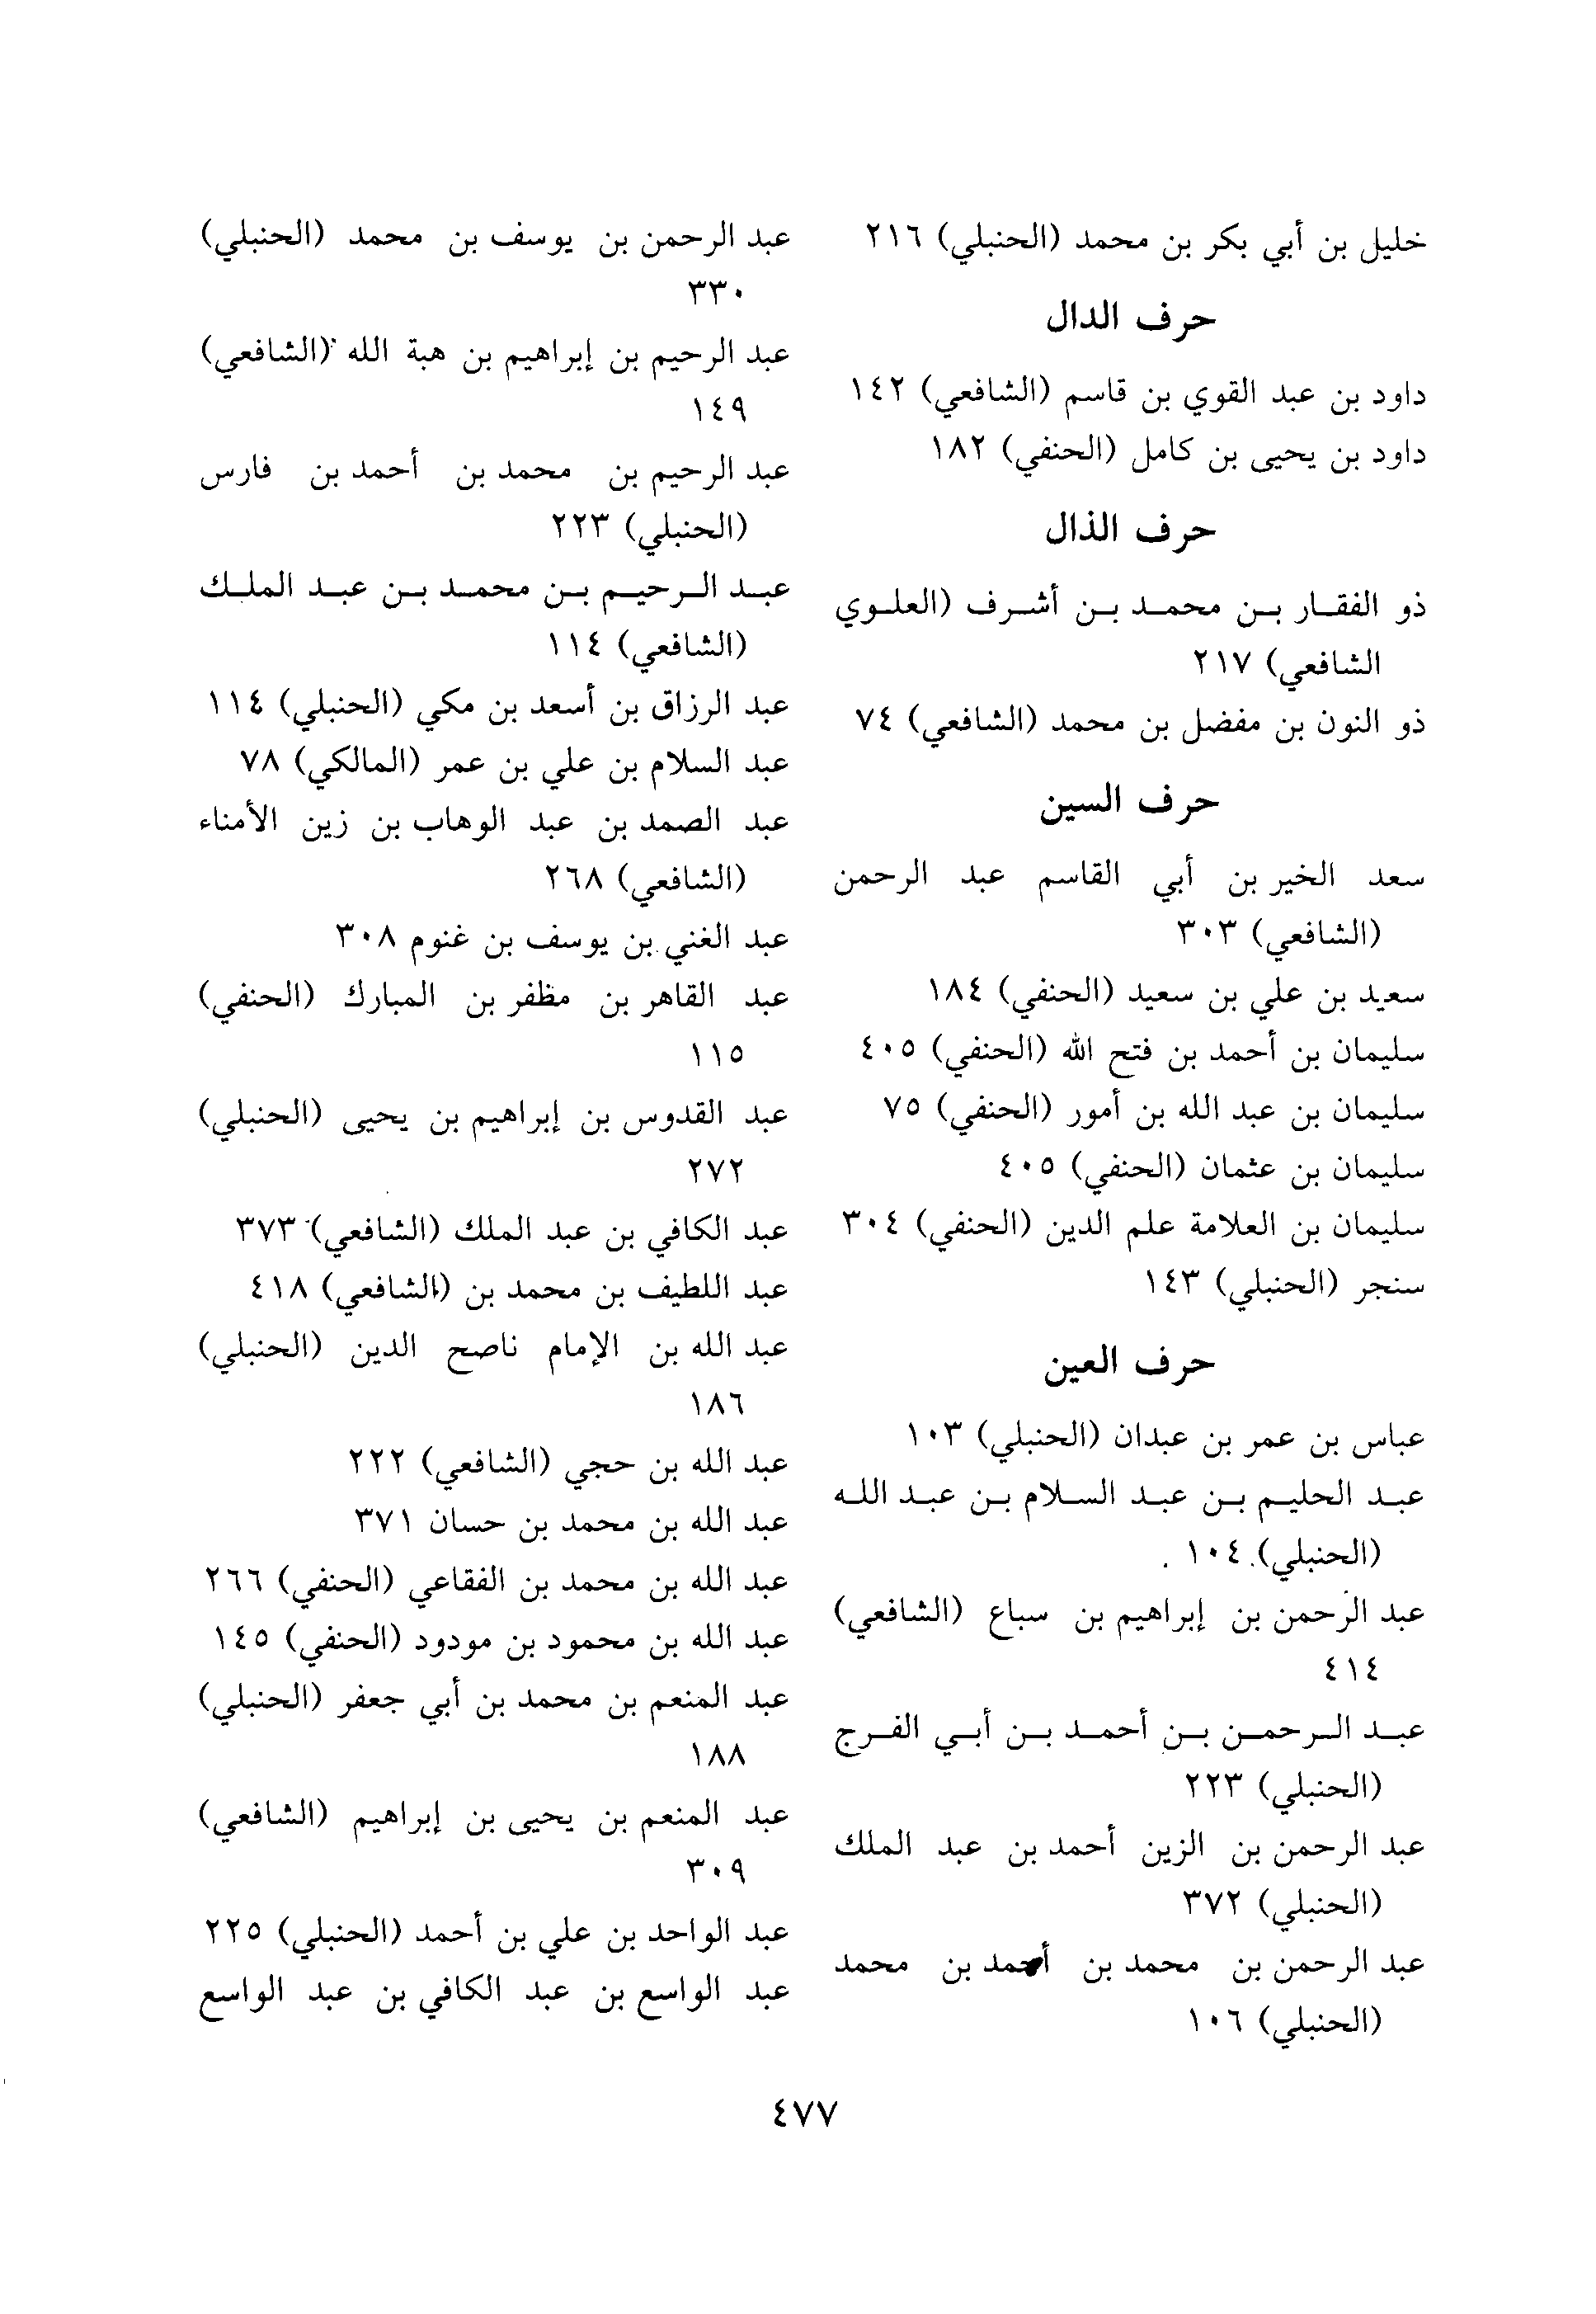 خليل بن أبي بكر بن محمد (الحنبلي) ٢١٦
حرف الدال
داود بن عبد القوي بن قاسم (الشافعي) ١٤٢
داود بن يحيى بن كامل (الحنفي) ١٨٢
حرف الذال
ذو الفقار بن محمد بن أشرف (العلوي
الشافعي) ٢١٧
ذو النون بن مفضل بن محمد (الشافعي) ٧٤
حرف السين
سعد الخير بن أبي القاسم عبد الرحمن
(الشافعي) ٣٠٣
سعيد بن علي بن سعيد (الحنفي) ١٨٤
سليمان بن أحمد بن فتح الله (الحنفي) ٤٠٥
سليمان بن عبد الله بن أمور (الحنفي) ٧٥
سليمان بن عثمان (الحنفي) ٤٠٥
سليمان بن العلامة علم الدين (الحنفي) ٣٠٤
سنجر (الحنبلي) ١٤٣
حرف العين
عباس بن عمر بن عبدان (الحنبلي) ١٠٣
عبد الحليم بن عبد السلام بن عبد الله
(الحنبلي) ١٠٤
عبد الرحمن بن إبراهيم بن سباع (الشافعي)
٤١٤
عبد الرحمن بن أحمد بن أبي الفرج
(الحنبلي) ٢٢٣
عبد الرحمن بن الزين أحمد بن عبد الملك
(الحنبلي) ٣٧٢
عبد الرحمن بن محمد بن أحمد بن محمد
(الحنبلي) ١٠٦
عبد الرحمن بن يوسف بن محمد (الحنبلي)
٣٣٠
عبد الرحيم بن إبراهيم بن هبة الله (الشافعي)
١٤٩
عبد الرحيم بن محمد بن أحمد بن فارس
(الحنبلي) ٢٢٣
عبد الرحيم بن محمد بن عبد الملك
(الشافعي) ١١٤
عبد الرزاق بن أسعد بن مكي (الحنبلي) ١١٤
عبد السلام بن علي بن عمر (المالكي) ٧٨
عبد الصمد بن عبد الوهاب بن زين الأمناء
(الشافعي) ٢٦٨
عبد الغني بن يوسف بن غنوم ٣٠٨
عبد القاهر بن مظفر بن المبارك (الحنفي)
١١٥
عبد القدوس بن إبراهيم بن يحيى (الحنبلي)
٢٧٢
عبد الكافي بن عبد الملك (الشافعي) ٣٧٣
عبد اللطيف بن محمد بن (الشافعي) ٤١٨
عبد الله بن الإمام ناصح الدين (الحنبلي)
١٨٦
عبد الله بن حجي (الشافعي) ٢٢٢
عبد الله بن محمد بن حسان ٣٧١
عبد الله بن محمد بن الفقاعي (الحنفي) ٢٦٦
عبد الله بن محمود بن مودود (الحنفي) ١٤٥
عبد المنعم بن محمد بن أبي جعفر (الحنبلي)
١٨٨
عبد المنعم بن يحيى بن إبراهيم (الشافعي)
٣٠٩
عبد الواحد بن علي بن أحمد (الحنبلي) ٢٢٥
عبد الواسع بن عبد الكافي بن عبد الواسع
٤٧٧